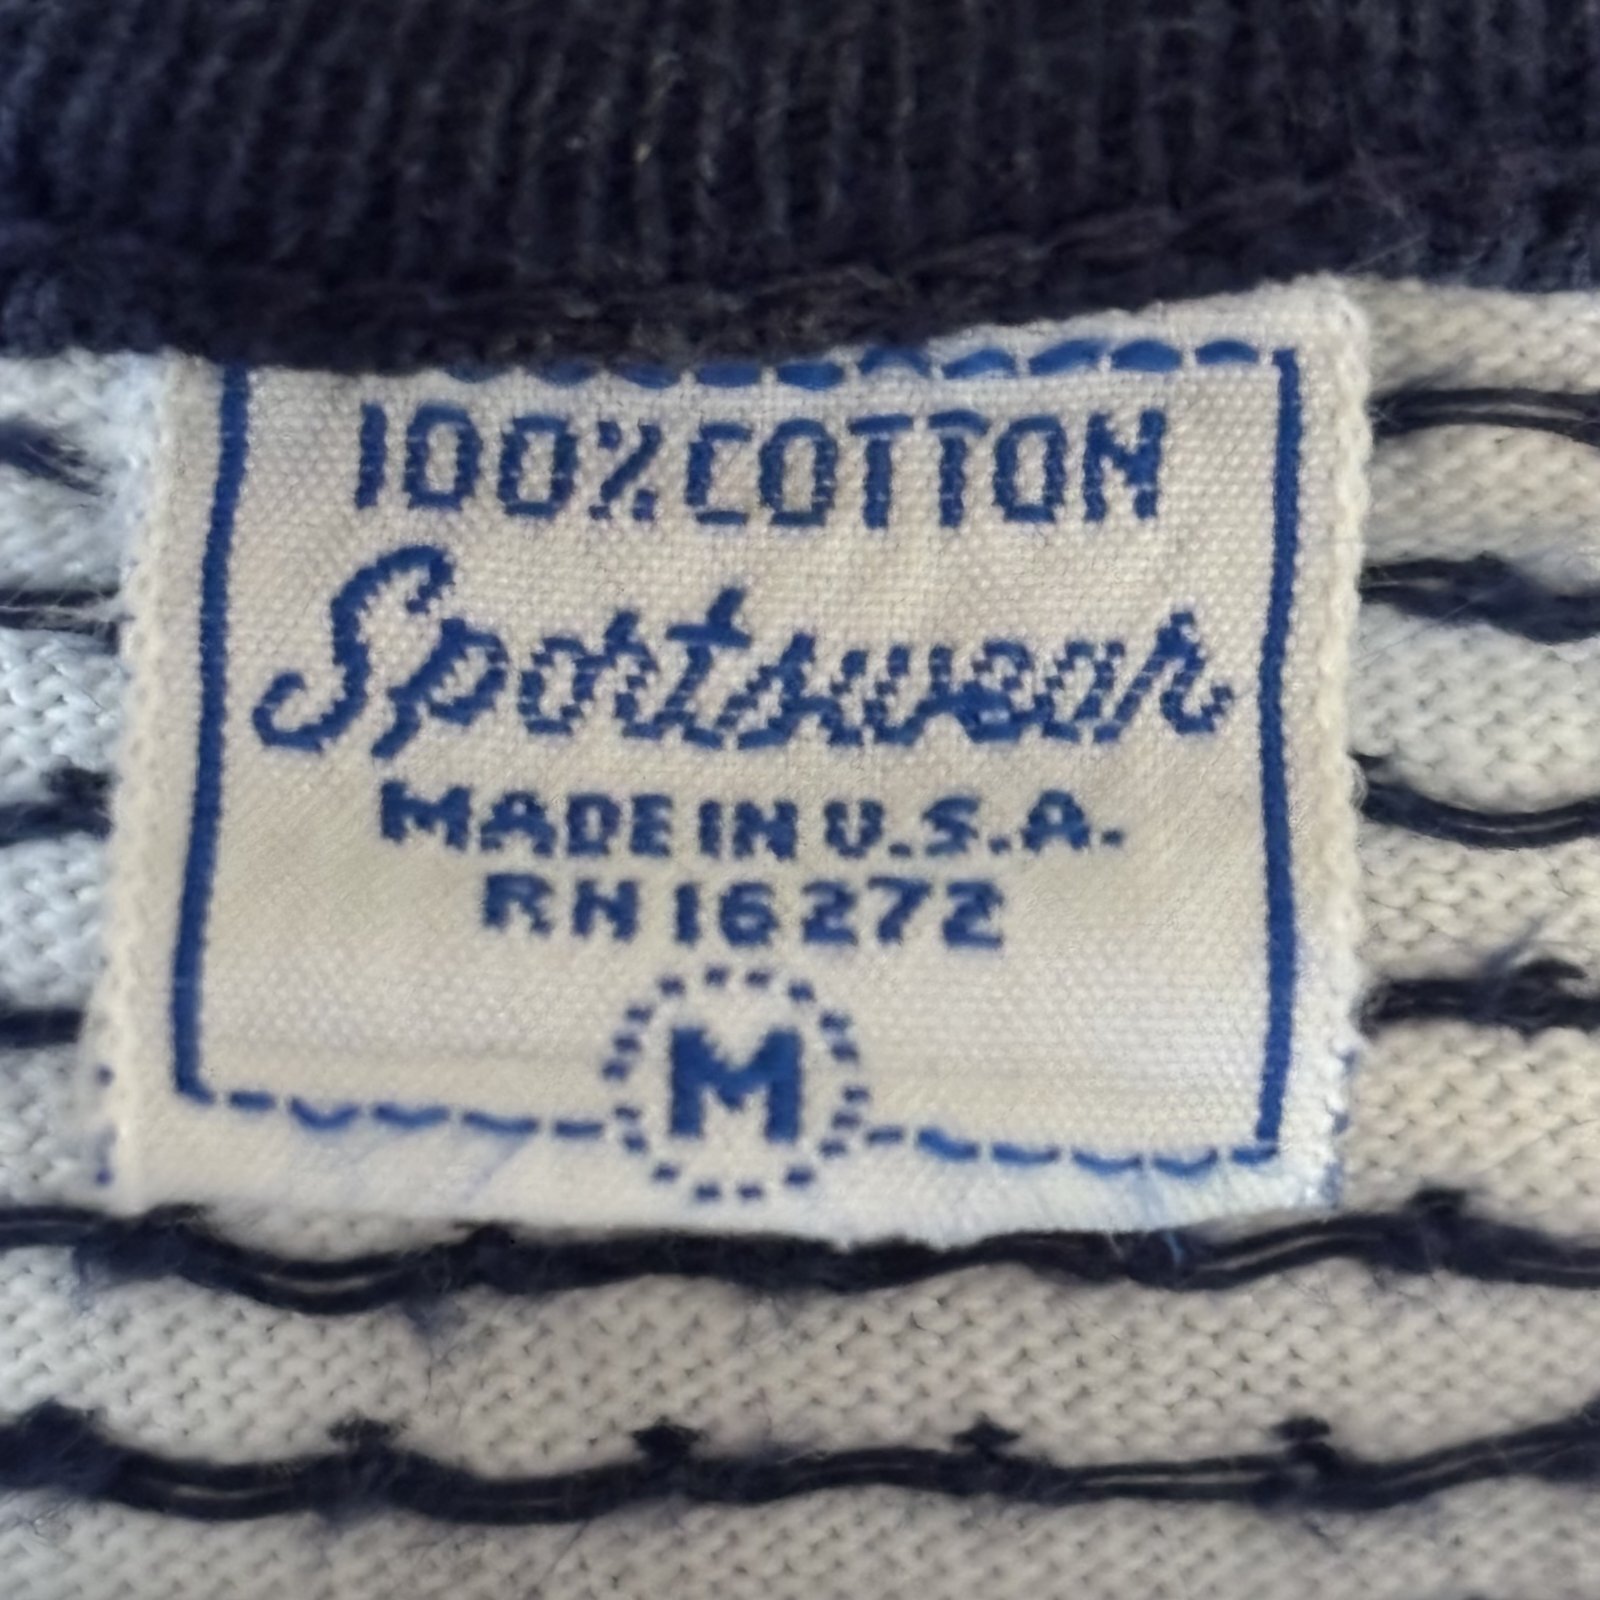 100% COTTON
Sportswear
MADE IN U.S.A.
RN 16272
M